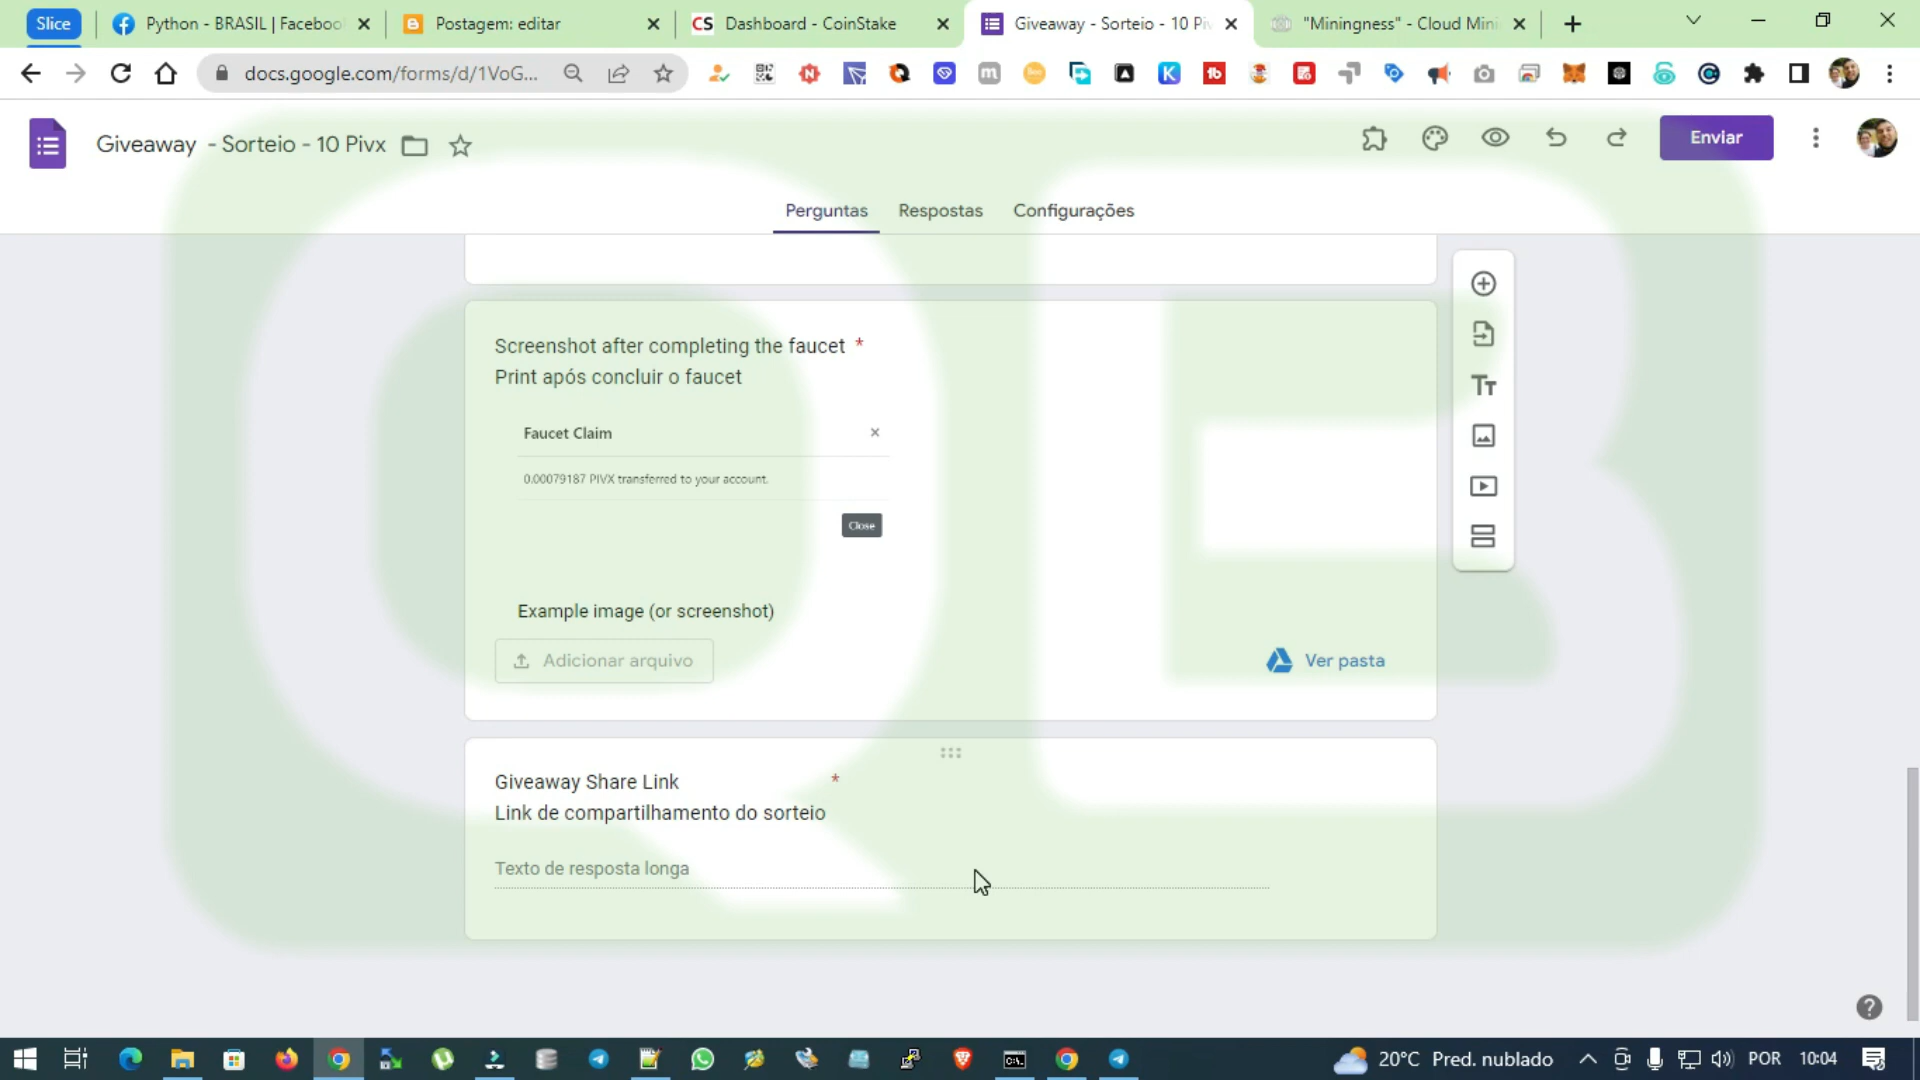 Slice
Python - BRASIL | Faceboo
Postagem: editar
CS Dashboard - CoinStake
Giveaway - Sorteio - 10 Pi
"Miningness" - Cloud Mini
docs.google.com/forms/d/1VoG...
Giveaway - Sorteio - 10 Pivx
Enviar
Perguntas
Respostas
Configurações
Screenshot after completing the faucet *
Print após concluir o faucet
Faucet Claim
0.00079187 PIVX transferred to your account.
Close
Example image (or screenshot)
Adicionar arquivo
Ver pasta
Giveaway Share Link *
Link de compartilhamento do sorteio
Texto de resposta longa
20°C Pred. nublado
POR
10:04